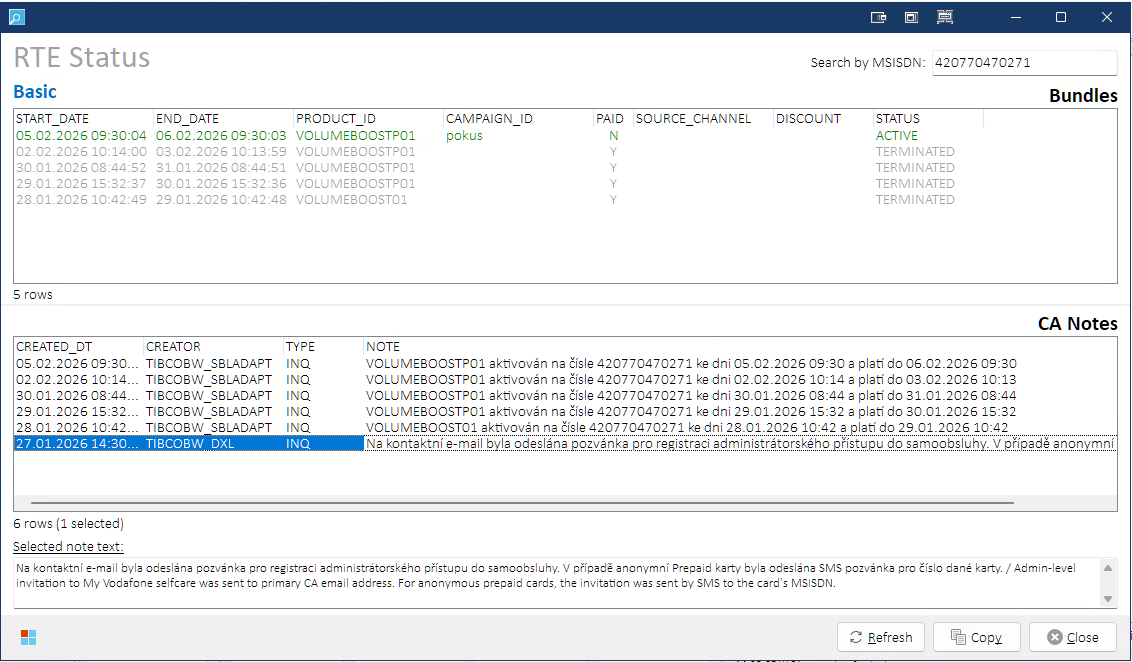 RTE Status
Search by MSISDN: 420770470271
Basic
Bundles
START_DATE END_DATE PRODUCT_ID CAMPAIGN_ID PAID SOURCE_CHANNEL DISCOUNT STATUS
05.02.2026 09:30:04 06.02.2026 09:30:03 VOLUMEBOOSTP01 pokus N ACTIVE
02.02.2026 10:14:00 03.02.2026 10:13:59 VOLUMEBOOSTP01 Y TERMINATED
30.01.2026 08:44:52 31.01.2026 08:44:51 VOLUMEBOOSTP01 Y TERMINATED
29.01.2026 15:32:37 30.01.2026 15:32:36 VOLUMEBOOSTP01 Y TERMINATED
28.01.2026 10:42:49 29.01.2026 10:42:48 VOLUMEBOOST01 Y TERMINATED
5 rows
CA Notes
CREATED_DT CREATOR TYPE NOTE
05.02.2026 09:30... TIBCOBW_SBLADAPT INQ VOLUMEBOOSTP01 aktivován na čísle 420770470271 ke dni 05.02.2026 09:30 a platí do 06.02.2026 09:30
02.02.2026 10:14... TIBCOBW_SBLADAPT INQ VOLUMEBOOSTP01 aktivován na čísle 420770470271 ke dni 02.02.2026 10:14 a platí do 03.02.2026 10:13
30.01.2026 08:44... TIBCOBW_SBLADAPT INQ VOLUMEBOOSTP01 aktivován na čísle 420770470271 ke dni 30.01.2026 08:44 a platí do 31.01.2026 08:44
29.01.2026 15:32... TIBCOBW_SBLADAPT INQ VOLUMEBOOSTP01 aktivován na čísle 420770470271 ke dni 29.01.2026 15:32 a platí do 30.01.2026 15:32
28.01.2026 10:42... TIBCOBW_SBLADAPT INQ VOLUMEBOOST01 aktivován na čísle 420770470271 ke dni 28.01.2026 10:42 a platí do 29.01.2026 10:42
27.01.2026 14:30... TIBCOBW_DXL INQ Na kontaktní e-mail byla odeslána pozvánka pro registraci administrátorského přístupu do samoobsluhy. V případě anonymní
6 rows (1 selected)
Selected note text:
Na kontaktní e-mail byla odeslána pozvánka pro registraci administrátorského přístupu do samoobsluhy. V případě anonymní Prepaid karty byla odeslána SMS pozvánka pro číslo dané karty. / Admin-level
invitation to My Vodafone selfcare was sent to primary CA email address. For anonymous prepaid cards, the invitation was sent by SMS to the card's MSISDN.
Refresh Copy Close